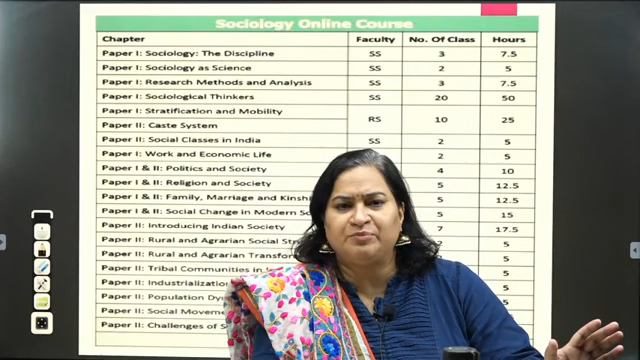 Sociology Online Course
Chapter Faculty No. Of Class Hours
Paper I: Sociology: The Discipline SS 3 7.5
Paper I: Sociology as Science SS 2 5
Paper I: Research Methods and Analysis SS 3 7.5
Paper I: Sociological Thinkers SS 20 50
Paper I: Stratification and Mobility
RS 10 25
Paper II: Caste System
Paper II: Social Classes in India SS 2 5
Paper I: Work and Economic Life 2 5
Paper I & II: Politics and Society 4 10
Paper I & II: Religion and Society 5 12.5
Paper I & II: Family, Marriage and Kinshi 5 12.5
Paper I & II: Social Change in Modern So 5 15
Paper II: Introducing Indian Society 7 17.5
Paper II: Rural and Agrarian Social Str 5
Paper II: Rural and Agrarian Transfor 5
Paper II: Tribal Communities in 5
Paper II: Industrializatio 5
Paper II: Population Dy 5
Paper II: Social Moveme 5
Paper II: Challenges of S 5